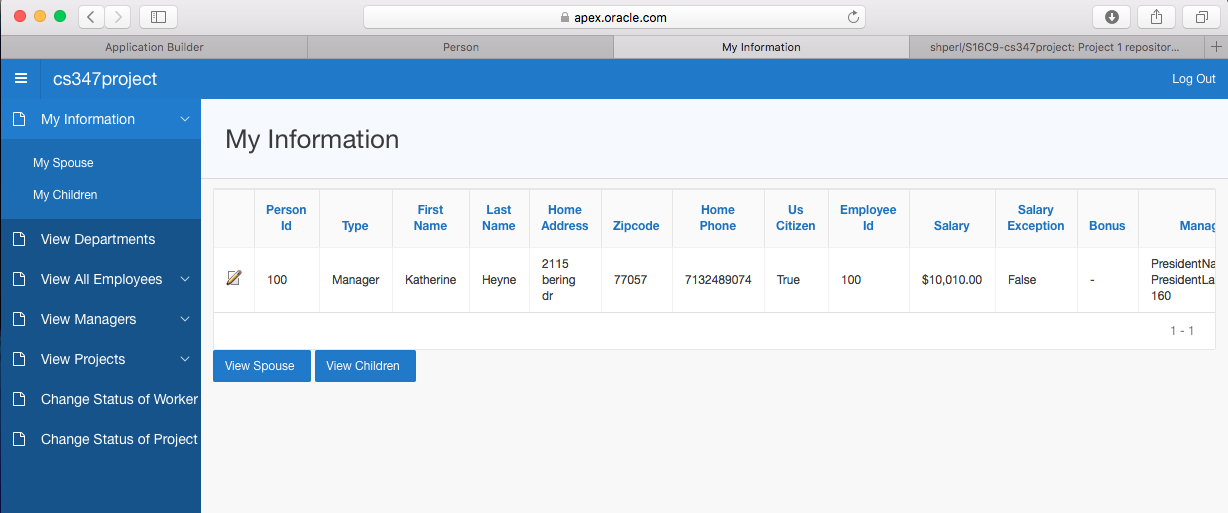 apex.oracle.com
Application Builder
Person
My Information
shperl/S16C9-cs347project: Project 1 repositor...
cs347project
Log Out
My Information
My Spouse
My Children
View Departments
View All Employees
View Managers
View Projects
Change Status of Worker
Change Status of Project
My Information
Person
Id
Type
First
Name
Last
Name
Home
Address
Zipcode
Home
Phone
Us
Citizen
Employee
Id
Salary
Salary
Exception
Bonus
Manag
100
Manager
Katherine
Heyne
2115
bering
dr
77057
7132489074
True
100
$10,010.00
False
-
PresidentNa
PresidentLa
160
1 - 1
View Spouse
View Children